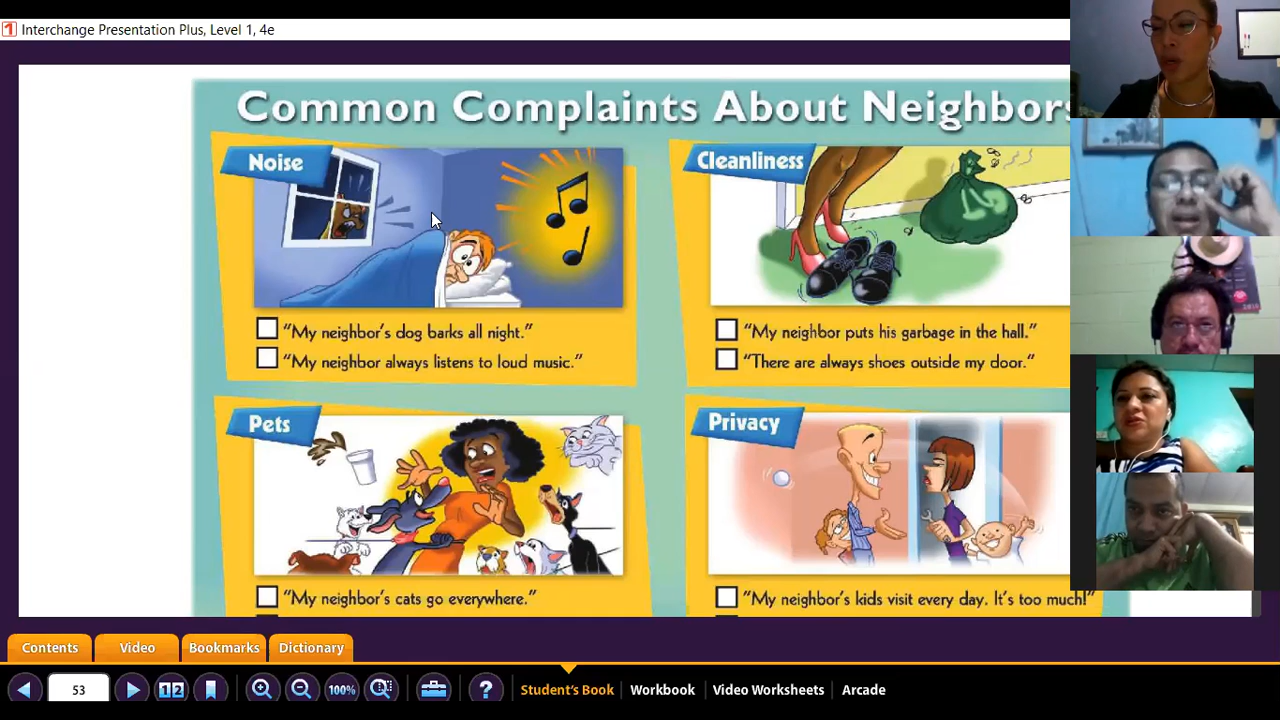 Interchange Presentation Plus, Level 1, 4e
Common Complaints About Neighbors
Noise
"My neighbor's dog barks all night."
"My neighbor always listens to loud music."
Cleanliness
"My neighbor puts his garbage in the hall."
"There are always shoes outside my door."
Pets
"My neighbor's cats go everywhere."
Privacy
"My neighbor's kids visit every day. It's too much!"
Contents
Video
Bookmarks
Dictionary
53
12
100%
Student's Book
Workbook
Video Worksheets
Arcade